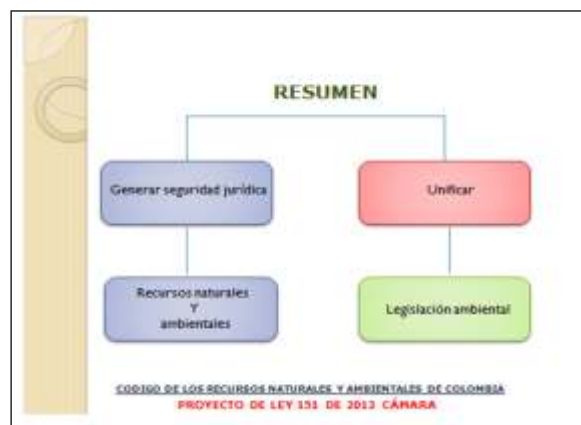 RESUMEN
Generar seguridad jurídica
Unificar
Recursos naturales
Y
ambientales
Legislación ambiental
CODIGO DE LOS RECURSOS NATURALES Y AMBIENTALES DE COLOMBIA
PROYECTO DE LEY 151 DE 2013 CÁMARA